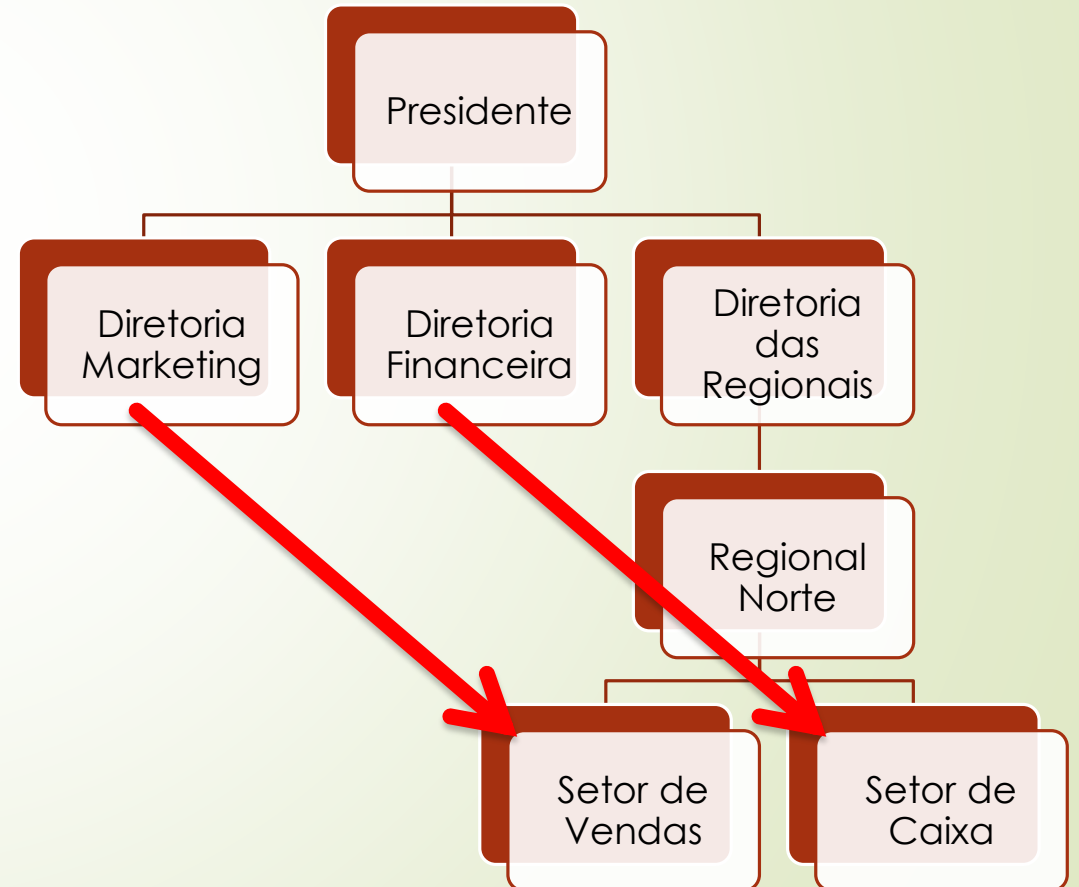 Presidente
Diretoria
Marketing
Diretoria
Financeira
Diretoria
das
Regionais
Regional
Norte
Setor de
Vendas
Setor de
Caixa